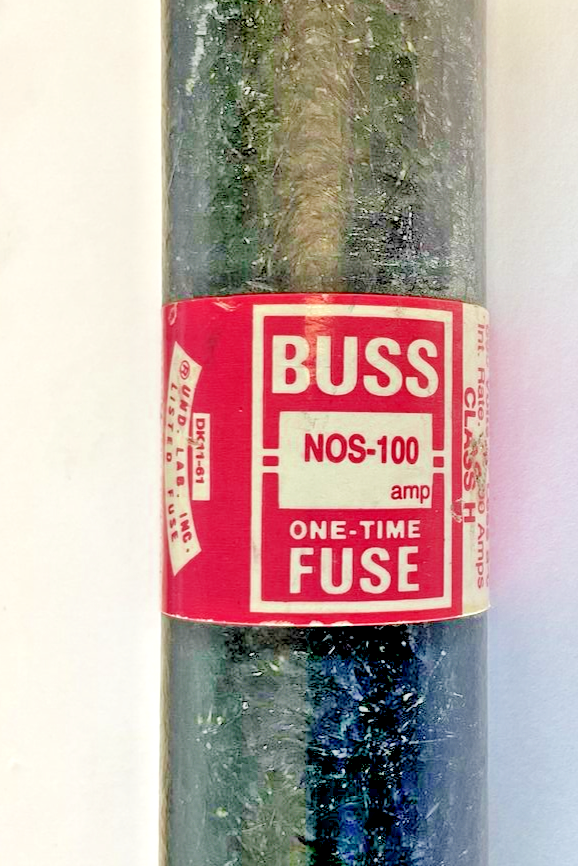 BUSS
NOS-100
amp
ONE-TIME
FUSE
® UND. LAB. INC.
LISTED FUSE
DK11-61
CLASS H
Int. Rate.
Amps